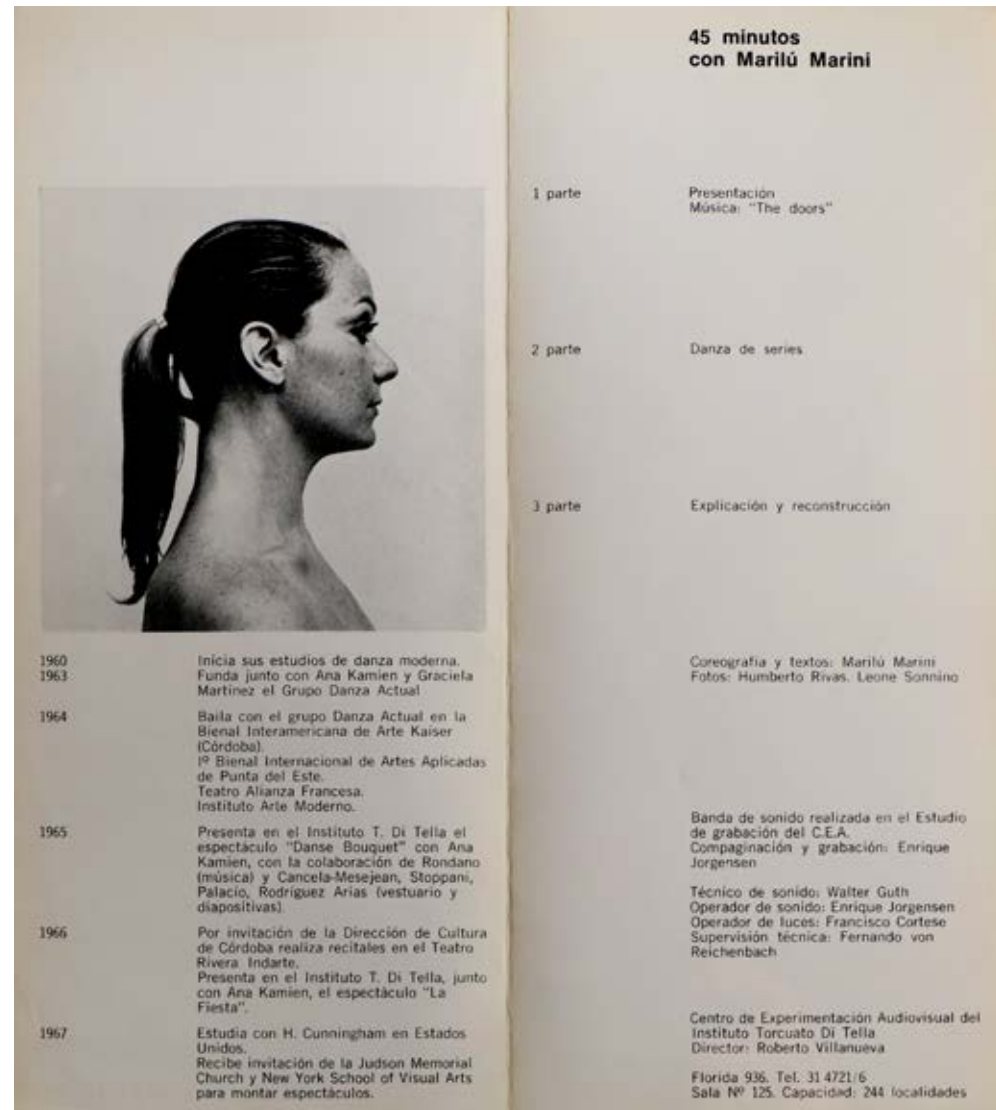 45 minutos
con Marilú Marini
1 parte
Presentación
Música: "The doors"
2 parte
Danza de series
3 parte
Explicación y reconstrucción
1960
Inicia sus estudios de danza moderna.
1963
Funda junto con Ana Kamien y Graciela
Martínez el Grupo Danza Actual
1964
Baila con el grupo Danza Actual en la
Bienal Interamericana de Arte Kaiser
(Córdoba).
1º Bienal Internacional de Artes Aplicadas
de Punta del Este.
Teatro Alianza Francesa.
Instituto Arte Moderno.
1965
Presenta en el Instituto T. Di Tella el
espectáculo "Danse Bouquet" con Ana
Kamien, con la colaboración de Rondano
(música) y Cancela-Mesejean, Stoppani,
Palacio, Rodríguez Arias (vestuario y
diapositivas).
1966
Por invitación de la Dirección de Cultura
de Córdoba realiza recitales en el Teatro
Rivera Indarte.
Presenta en el Instituto T. Di Tella, junto
con Ana Kamien, el espectáculo "La
Fiesta".
1967
Estudia con H. Cunningham en Estados
Unidos.
Recibe invitación de la Judson Memorial
Church y New York School of Visual Arts
para montar espectáculos.
Coreografía y textos: Marilú Marini
Fotos: Humberto Rivas. Leone Sonnino
Banda de sonido realizada en el Estudio
de grabación del C.E.A.
Compaginación y grabación: Enrique
Jorgensen
Técnico de sonido: Walter Guth
Operador de sonido: Enrique Jorgensen
Operador de luces: Francisco Cortese
Supervisión técnica: Fernando von
Reichenbach
Centro de Experimentación Audiovisual del
Instituto Torcuato Di Tella
Director: Roberto Villanueva
Florida 936. Tel. 31 4721/6
Sala Nº 125. Capacidad: 244 localidades